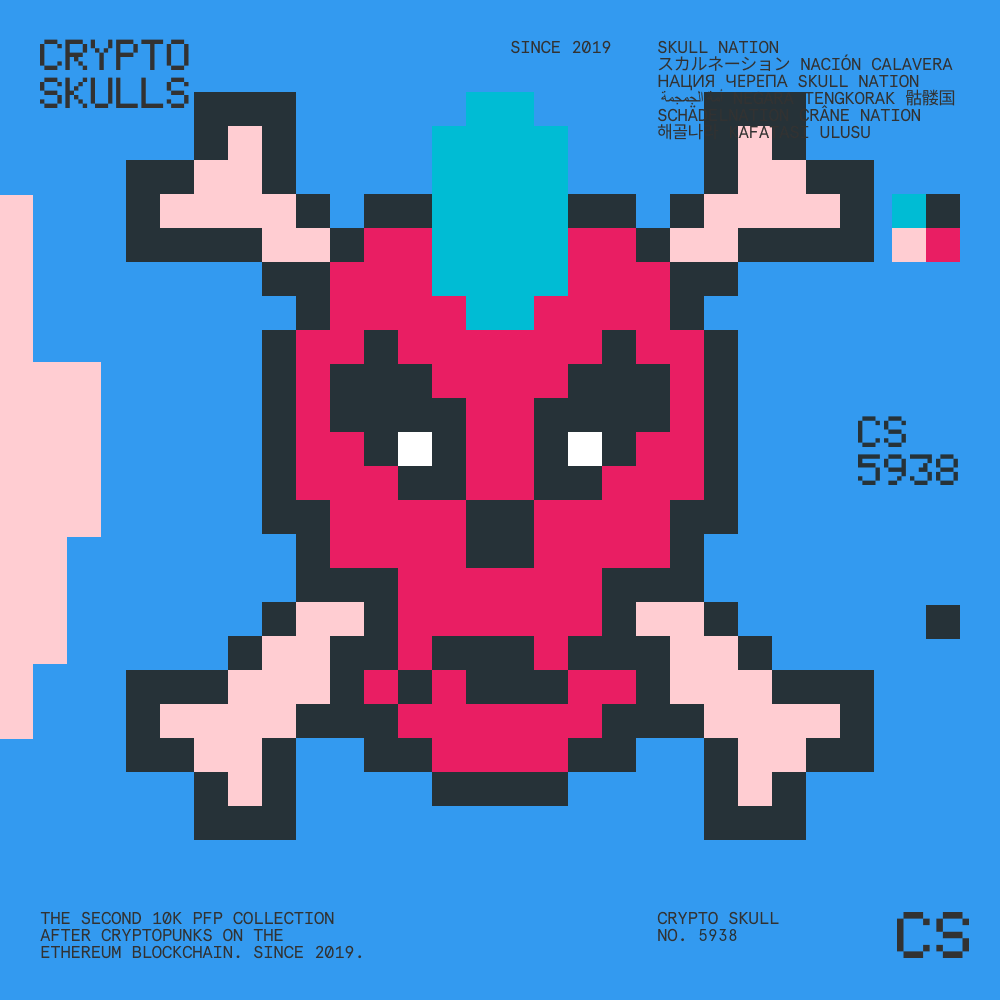 CRYPTO
SKULLS
SINCE 2019
SKULL NATION
スカルネーション NACIÓN CALAVERA
НАЦИЯ ЧЕРЕПА SKULL NATION
TENGKORAK 骷髅国
CRÂNE NATION
해골 ULUSU
CS
5938
THE SECOND 10K PFP COLLECTION
AFTER CRYPTOPUNKS ON THE
ETHEREUM BLOCKCHAIN. SINCE 2019.
CRYPTO SKULL
NO. 5938
CS